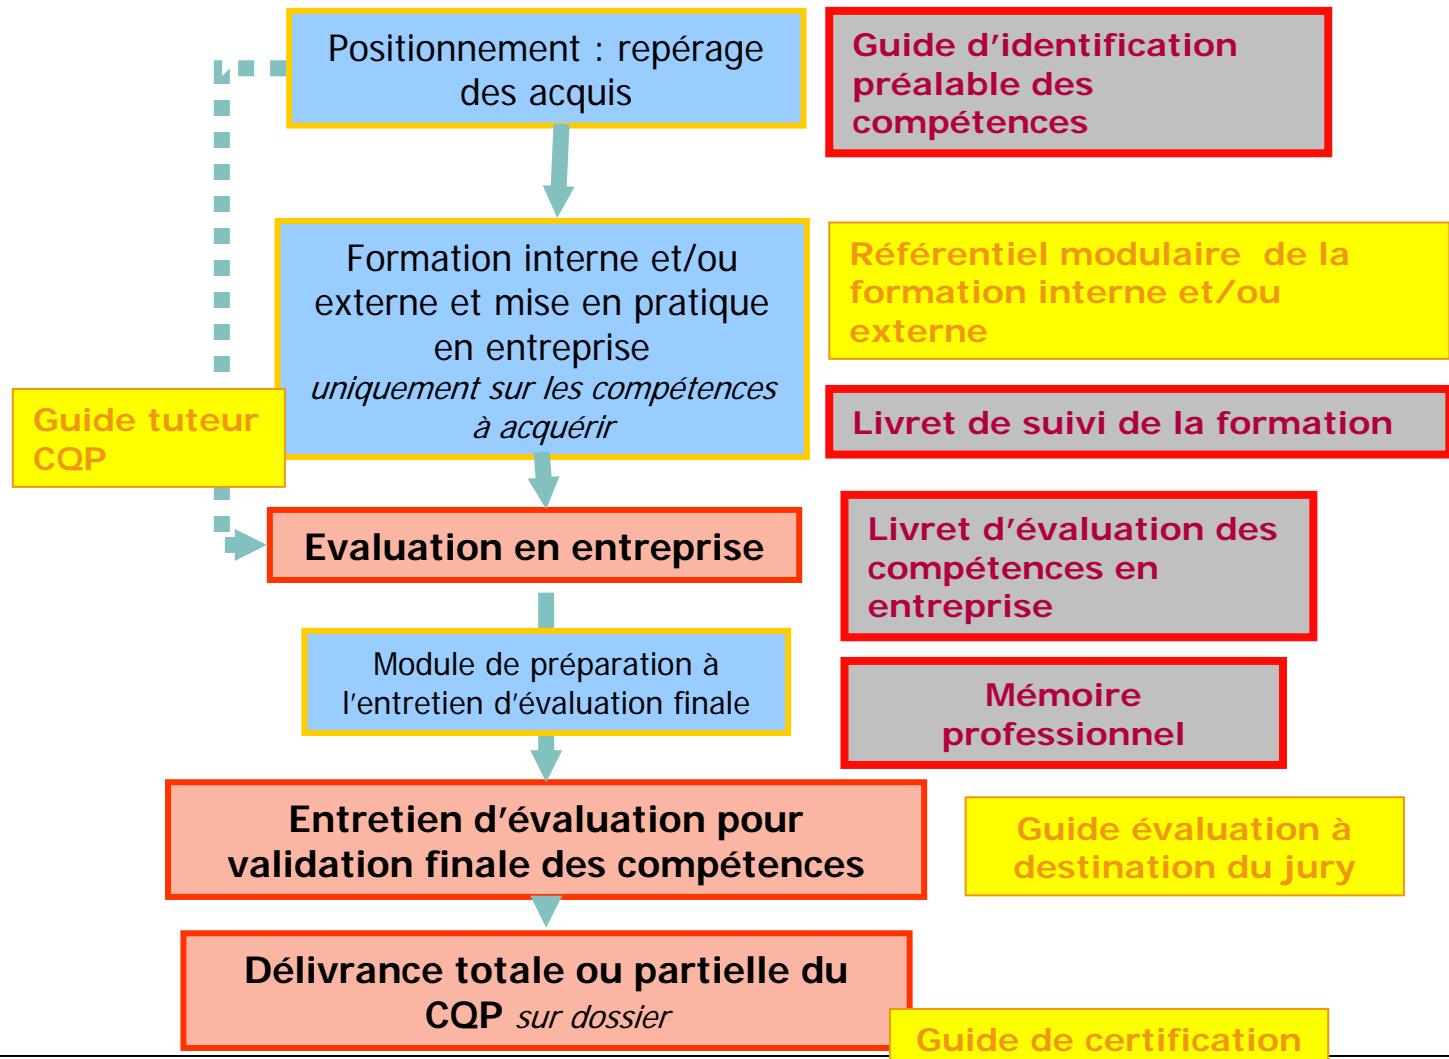 Positionnement : repérage
des acquis
Guide d'identification
préalable des
compétences
Formation interne et/ou
externe et mise en pratique
en entreprise
uniquement sur les compétences
à acquérir
Référentiel modulaire de la
formation interne et/ou
externe
Guide tuteur
CQP
Livret de suivi de la formation
Evaluation en entreprise
Livret d'évaluation des
compétences en
entreprise
Module de préparation à
l'entretien d'évaluation finale
Mémoire
professionnel
Entretien d'évaluation pour
validation finale des compétences
Guide évaluation à
destination du jury
Délivrance totale ou partielle du
CQP sur dossier
Guide de certification